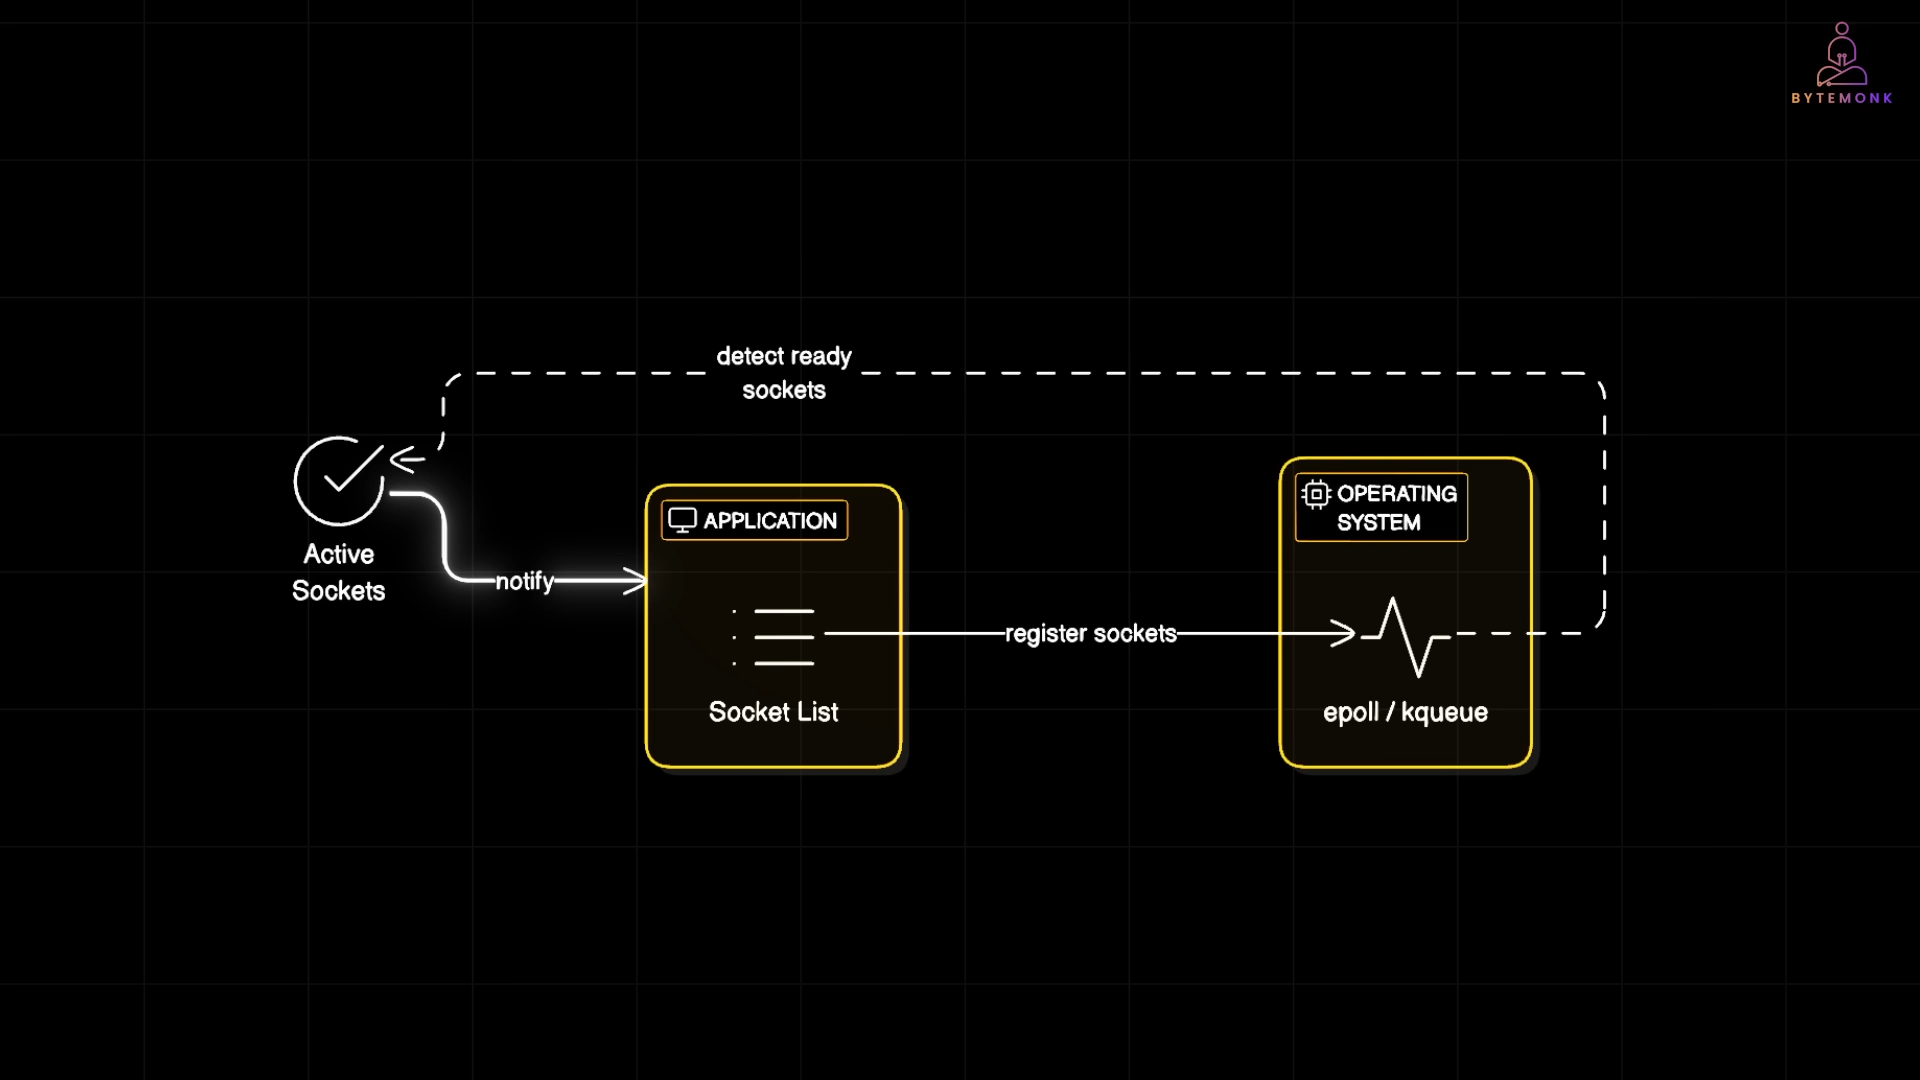 BYTEMONK
detect ready
sockets
Active
Sockets
notify
APPLICATION
Socket List
register sockets
OPERATING
SYSTEM
epoll / kqueue